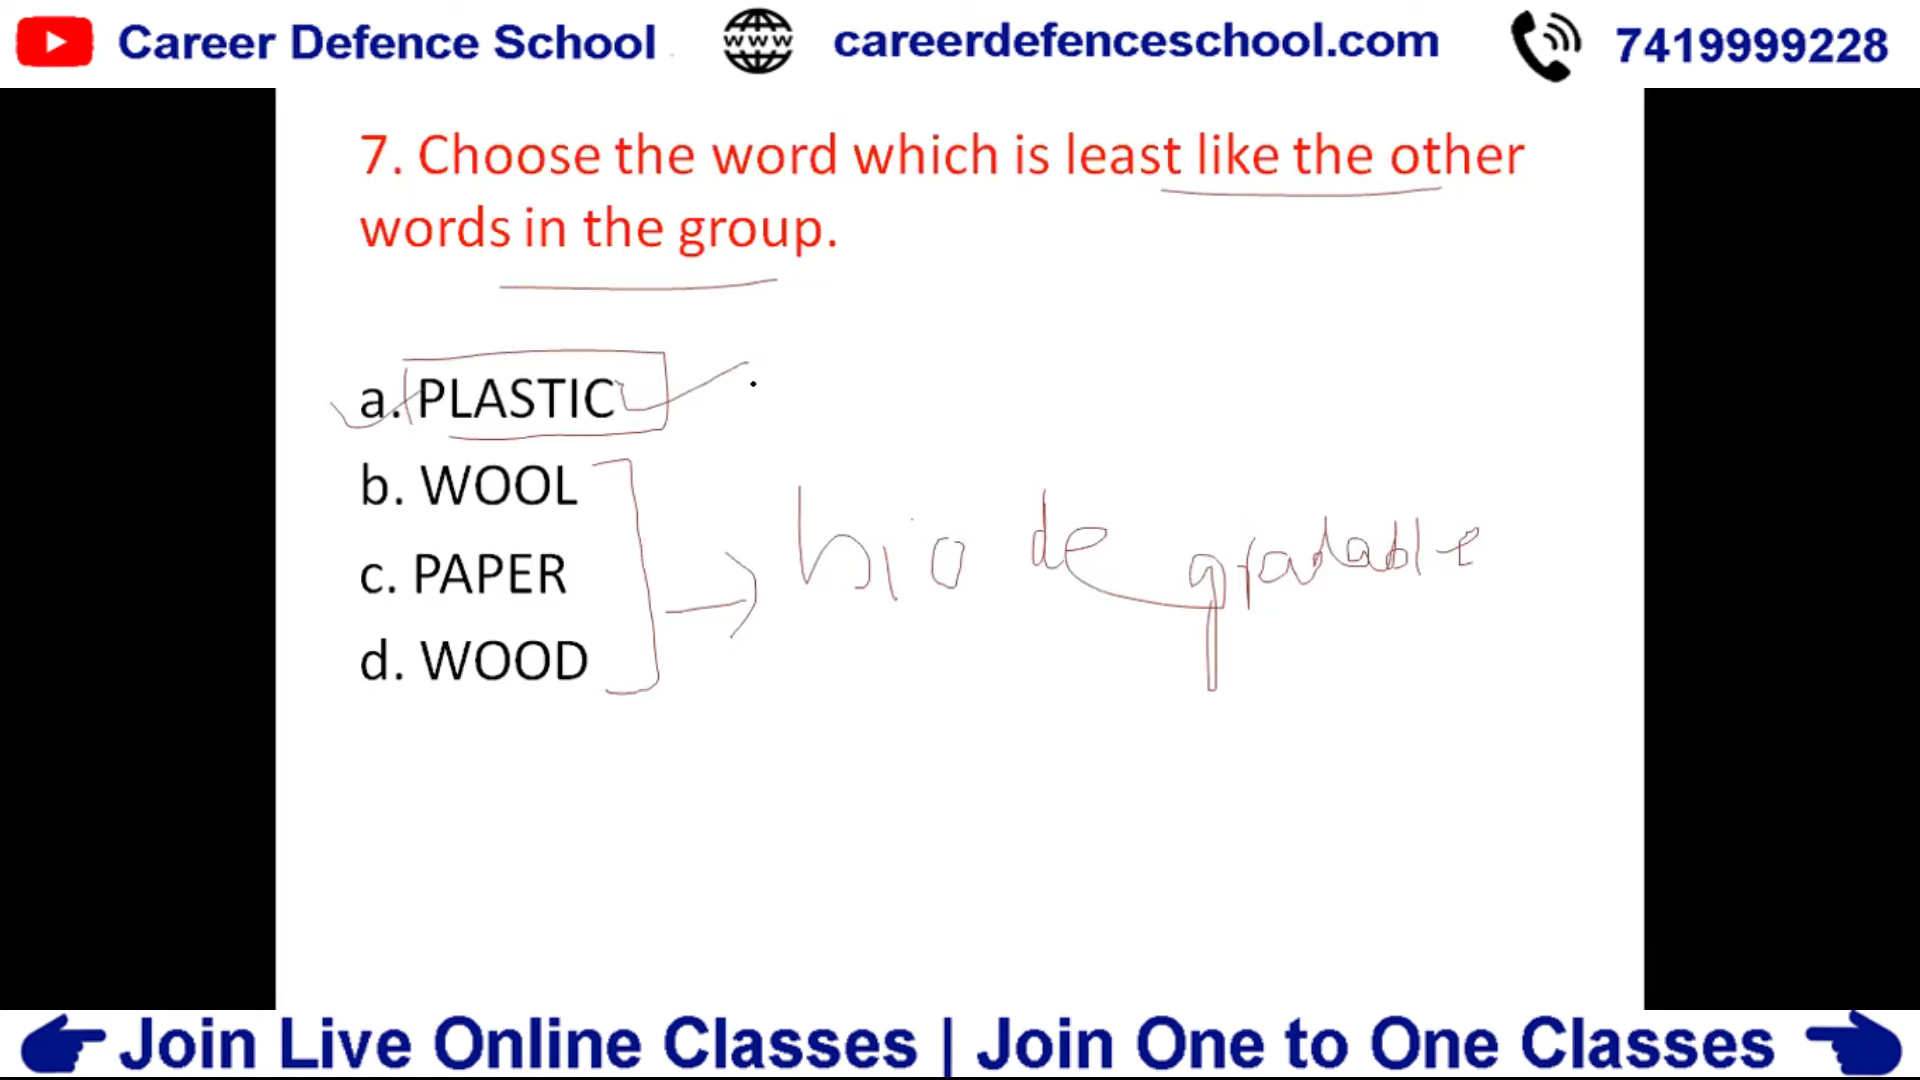 Career Defence School
www
careerdefenceschool.com
7419999228
7. Choose the word which is least like the other
words in the group.
a. PLASTIC
b. WOOL
c. PAPER
d. WOOD
bio degradable
Join Live Online Classes | Join One to One Classes